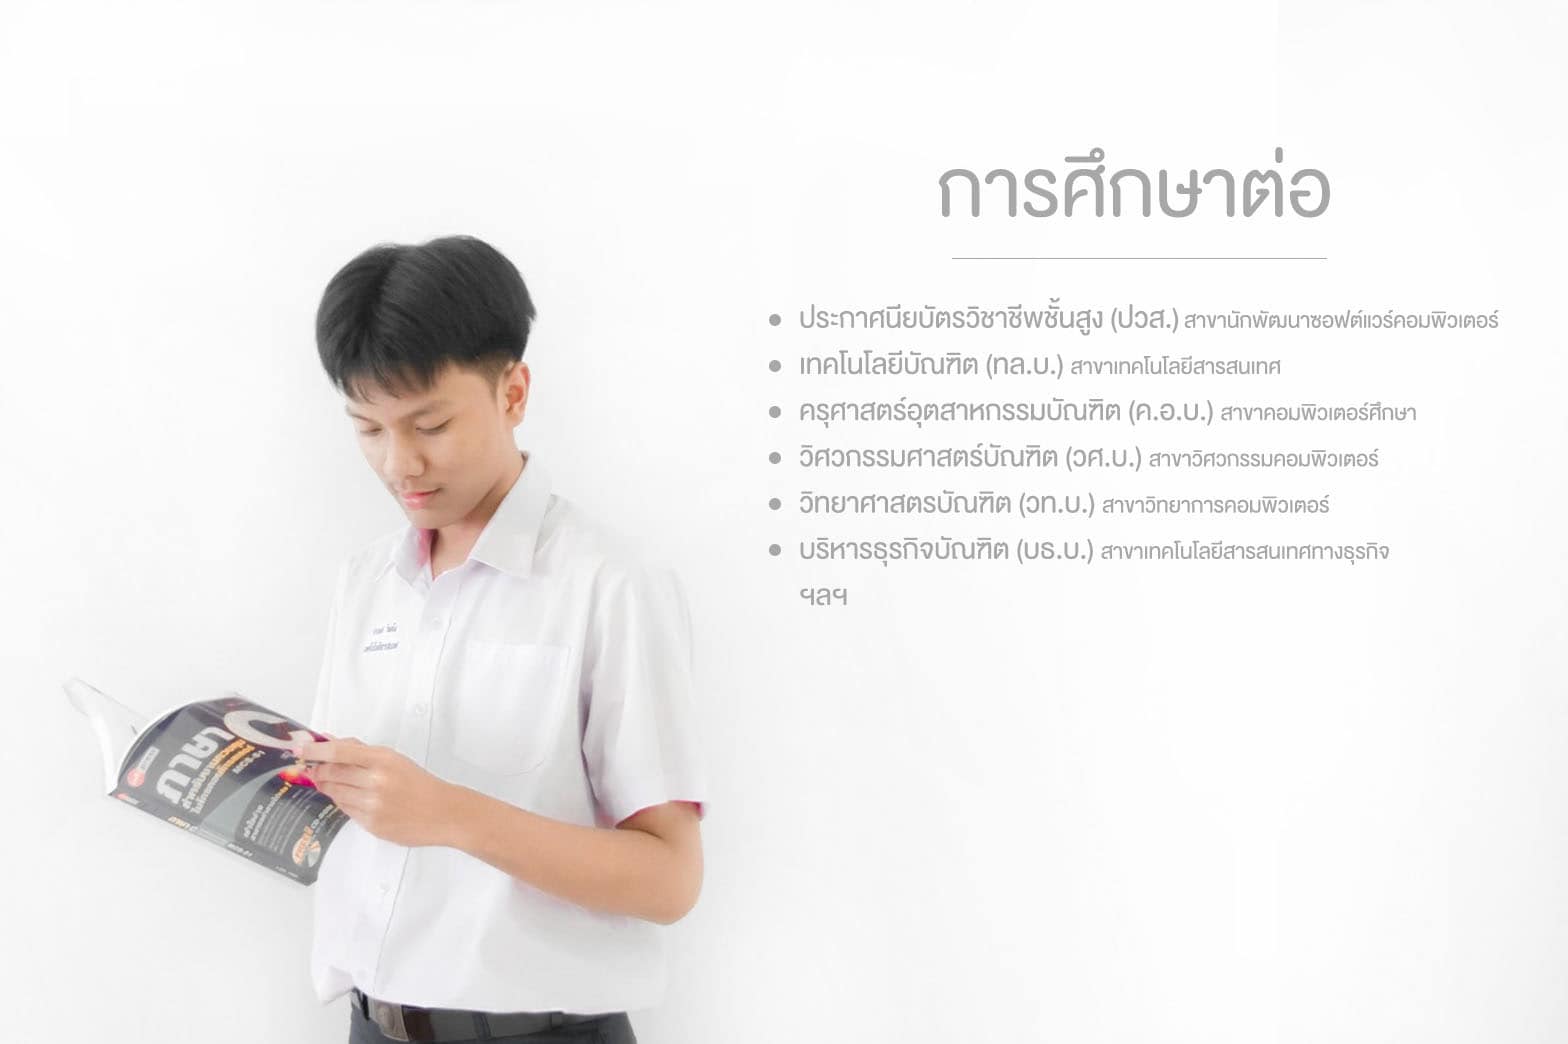 การศึกษาต่อ
ประกาศนียบัตรวิชาชีพชั้นสูง (ปวส.) สาขานักพัฒนาซอฟต์แวร์คอมพิวเตอร์
เทคโนโลยีบัณฑิต (ทล.บ.) สาขาเทคโนโลยีสารสนเทศ
ครุศาสตร์อุตสาหกรรมบัณฑิต (ค.อ.บ.) สาขาคอมพิวเตอร์ศึกษา
วิศวกรรมศาสตร์บัณฑิต (วศ.บ.) สาขาวิศวกรรมคอมพิวเตอร์
วิทยาศาสตรบัณฑิต (วท.บ.) สาขาวิทยาการคอมพิวเตอร์
บริหารธุรกิจบัณฑิต (บธ.บ.) สาขาเทคโนโลยีสารสนเทศทางธุรกิจ
ฯลฯ
ภาษา C
MCS-51